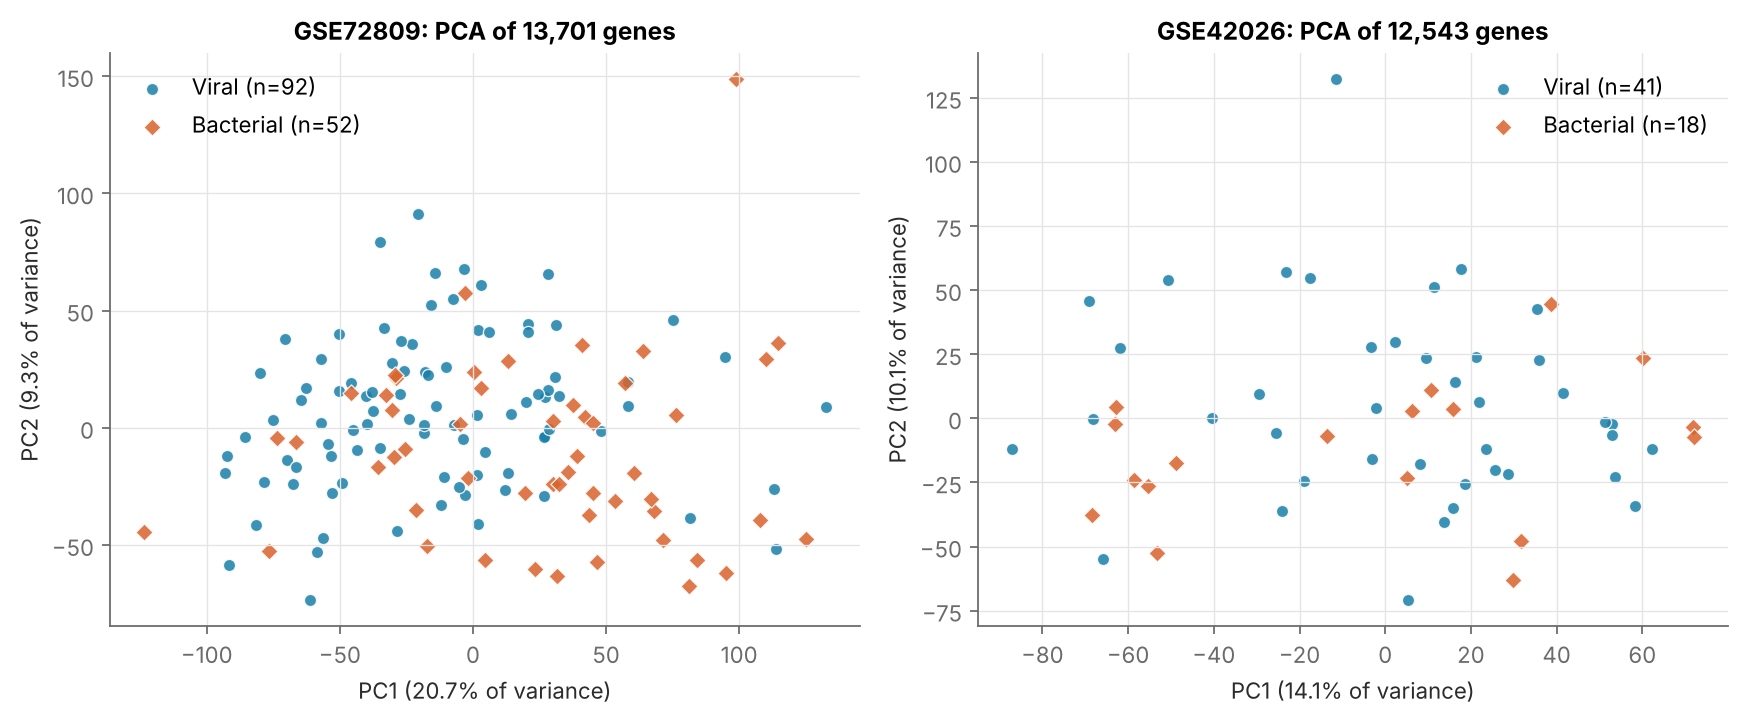 GSE72809: PCA of 13,701 genes
Viral (n=92)
Bacterial (n=52)
150
100
50
0
−50
−100
−50
0
50
100
PC1 (20.7% of variance)
PC2 (9.3% of variance)
GSE42026: PCA of 12,543 genes
Viral (n=41)
Bacterial (n=18)
125
100
75
50
25
0
−25
−50
−75
−80
−60
−40
−20
0
20
40
60
PC1 (14.1% of variance)
PC2 (10.1% of variance)